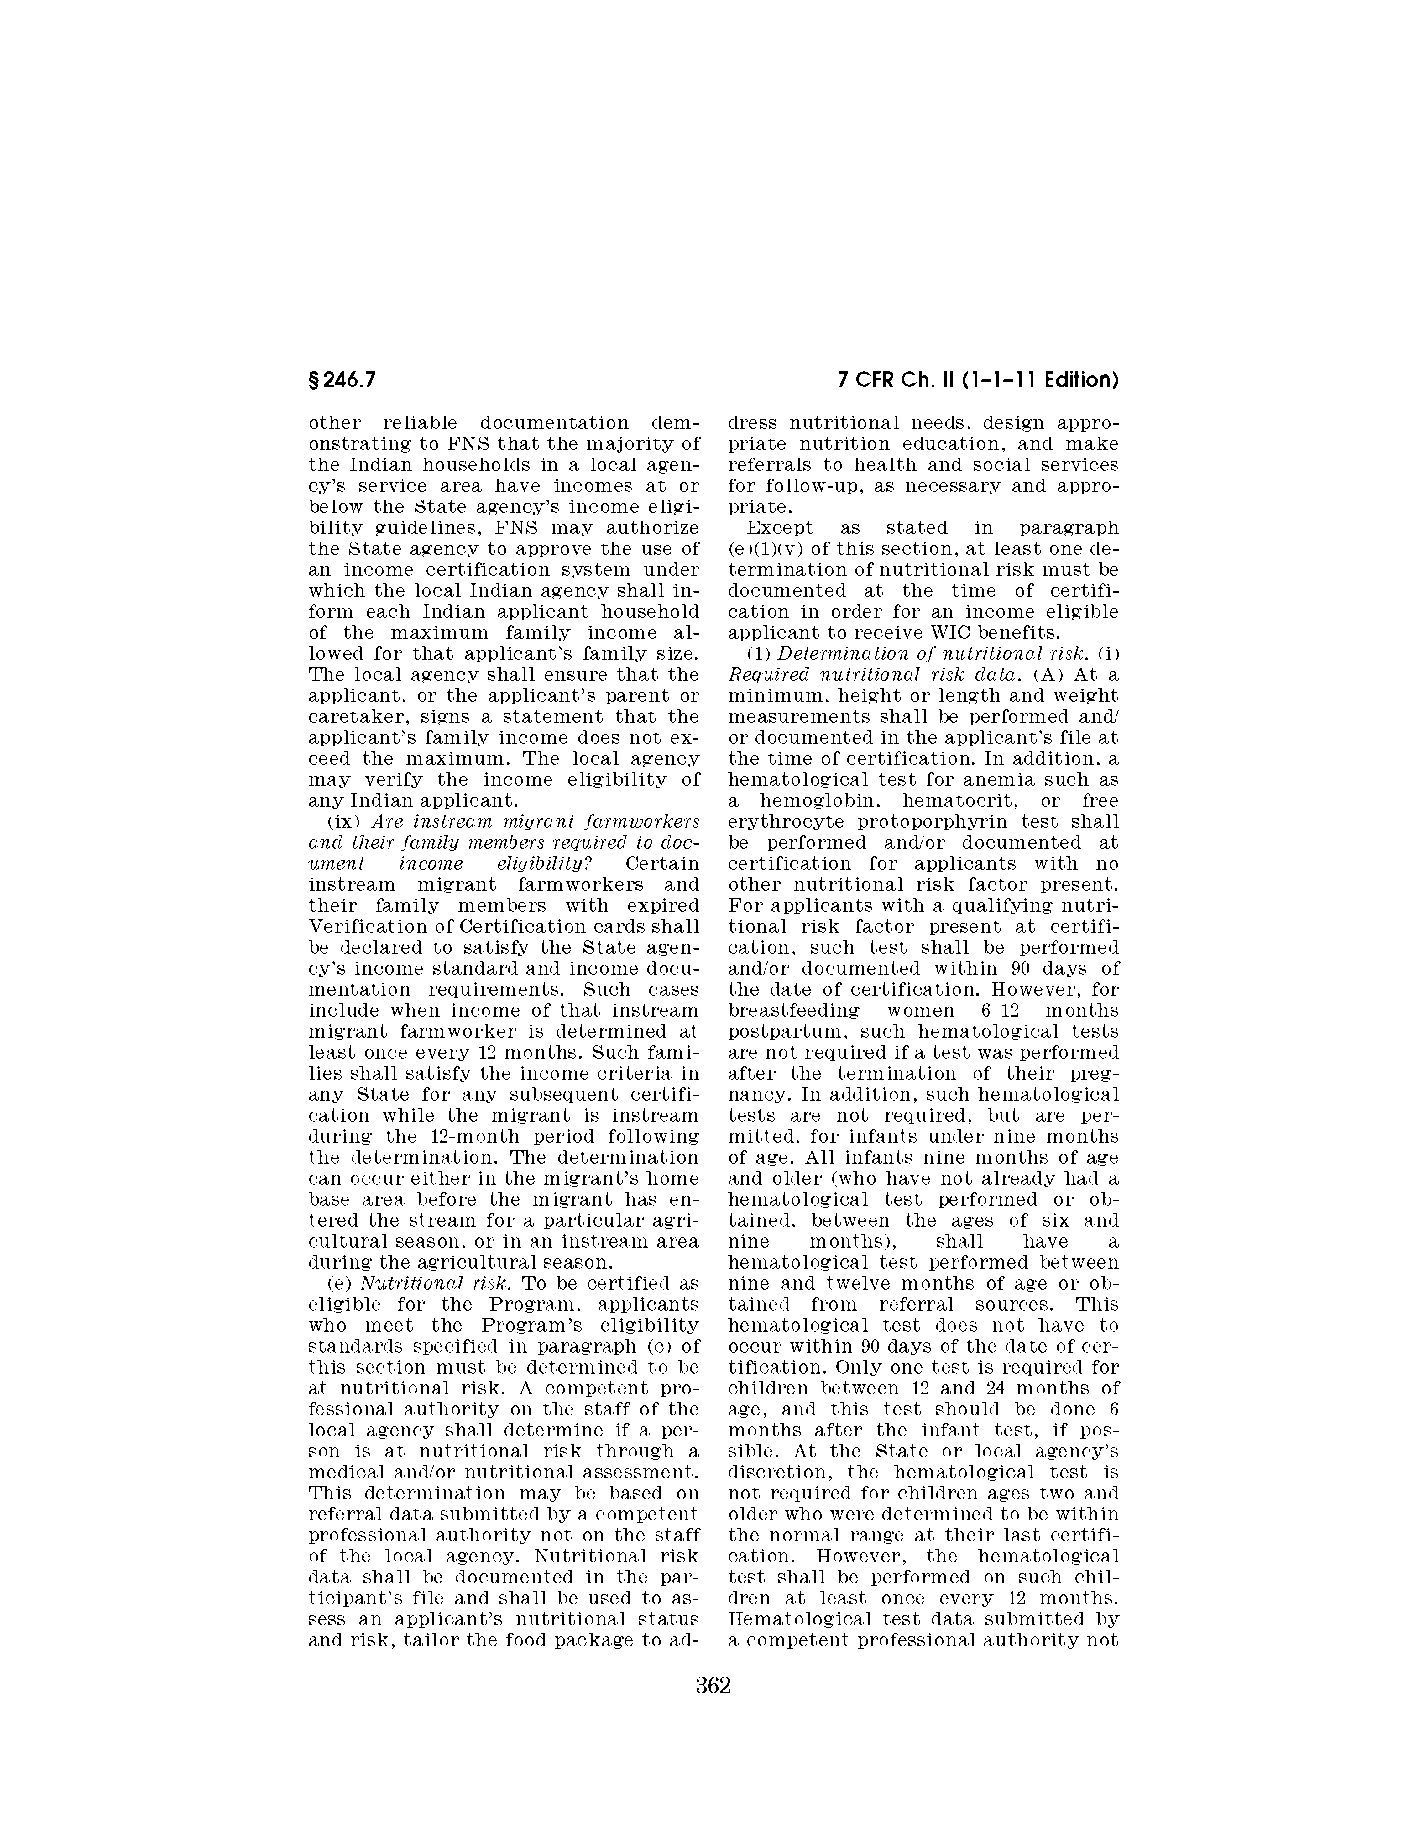 § 246.7
7 CFR Ch. II (1–1–11 Edition)
other reliable documentation dem-
onstrating to FNS that the majority of
the Indian households in a local agen-
cy's service area have incomes at or
below the State agency's income eligi-
bility guidelines, FNS may authorize
the State agency to approve the use of
an income certification system under
which the local Indian agency shall in-
form each Indian applicant household
of the maximum family income al-
lowed for that applicant's family size.
The local agency shall ensure that the
applicant, or the applicant's parent or
caretaker, signs a statement that the
applicant's family income does not ex-
ceed the maximum. The local agency
may verify the income eligibility of
any Indian applicant.
(ix) Are instream migrant farmworkers
and their family members required to doc-
ument income eligibility? Certain
instream migrant farmworkers and
their family members with expired
Verification of Certification cards shall
be declared to satisfy the State agen-
cy's income standard and income docu-
mentation requirements. Such cases
include when income of that instream
migrant farmworker is determined at
least once every 12 months. Such fami-
lies shall satisfy the income criteria in
any State for any subsequent certifi-
cation while the migrant is instream
during the 12-month period following
the determination. The determination
can occur either in the migrant's home
base area before the migrant has en-
tered the stream for a particular agri-
cultural season, or in an instream area
during the agricultural season.
(e) Nutritional risk. To be certified as
eligible for the Program, applicants
who meet the Program's eligibility
standards specified in paragraph (c) of
this section must be determined to be
at nutritional risk. A competent pro-
fessional authority on the staff of the
local agency shall determine if a per-
son is at nutritional risk through a
medical and/or nutritional assessment.
This determination may be based on
referral data submitted by a competent
professional authority not on the staff
of the local agency. Nutritional risk
data shall be documented in the par-
ticipant's file and shall be used to as-
sess an applicant's nutritional status
and risk, tailor the food package to ad-
dress nutritional needs, design appro-
priate nutrition education, and make
referrals to health and social services
for follow-up, as necessary and appro-
priate.
Except as stated in paragraph
(e)(1)(v) of this section, at least one de-
termination of nutritional risk must be
documented at the time of certifi-
cation in order for an income eligible
applicant to receive WIC benefits.
(1) Determination of nutritional risk. (i)
Required nutritional risk data. (A) At a
minimum, height or length and weight
measurements shall be performed and/
or documented in the applicant's file at
the time of certification. In addition, a
hematological test for anemia such as
a hemoglobin, hematocrit, or free
erythrocyte protoporphyrin test shall
be performed and/or documented at
certification for applicants with no
other nutritional risk factor present.
For applicants with a qualifying nutri-
tional risk factor present at certifi-
cation, such test shall be performed
and/or documented within 90 days of
the date of certification. However, for
breastfeeding women 6–12 months
postpartum, such hematological tests
are not required if a test was performed
after the termination of their preg-
nancy. In addition, such hematological
tests are not required, but are per-
mitted, for infants under nine months
of age. All infants nine months of age
and older (who have not already had a
hematological test performed or ob-
tained, between the ages of six and
nine months), shall have a
hematological test performed between
nine and twelve months of age or ob-
tained from referral sources. This
hematological test does not have to
occur within 90 days of the date of cer-
tification. Only one test is required for
children between 12 and 24 months of
age, and this test should be done 6
months after the infant test, if pos-
sible. At the State or local agency's
discretion, the hematological test is
not required for children ages two and
older who were determined to be within
the normal range at their last certifi-
cation. However, the hematological
test shall be performed on such chil-
dren at least once every 12 months.
Hematological test data submitted by
a competent professional authority not
362